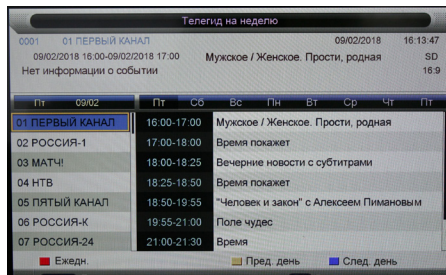 Телегид на неделю
0001 01 ПЕРВЫЙ КАНАЛ 09/02/2018 16:13:47
09/02/2018 16:00-09/02/2018 17:00 Мужское / Женское. Прости, родная SD
Нет информации о событии 16:9
Пт 09/02 Пт Сб Вс Пн Вт Ср Чт Пт
01 ПЕРВЫЙ КАНАЛ 16:00-17:00 Мужское / Женское. Прости, родная
02 РОССИЯ-1 17:00-18:00 Время покажет
03 МАТЧ! 18:00-18:25 Вечерние новости с субтитрами
04 НТВ 18:25-18:50 Время покажет
05 ПЯТЫЙ КАНАЛ 18:50-19:55 "Человек и закон" с Алексеем Пимановым
06 РОССИЯ-К 19:55-21:00 Поле чудес
07 РОССИЯ-24 21:00-21:30 Время
Ежедн. Пред. день След. день